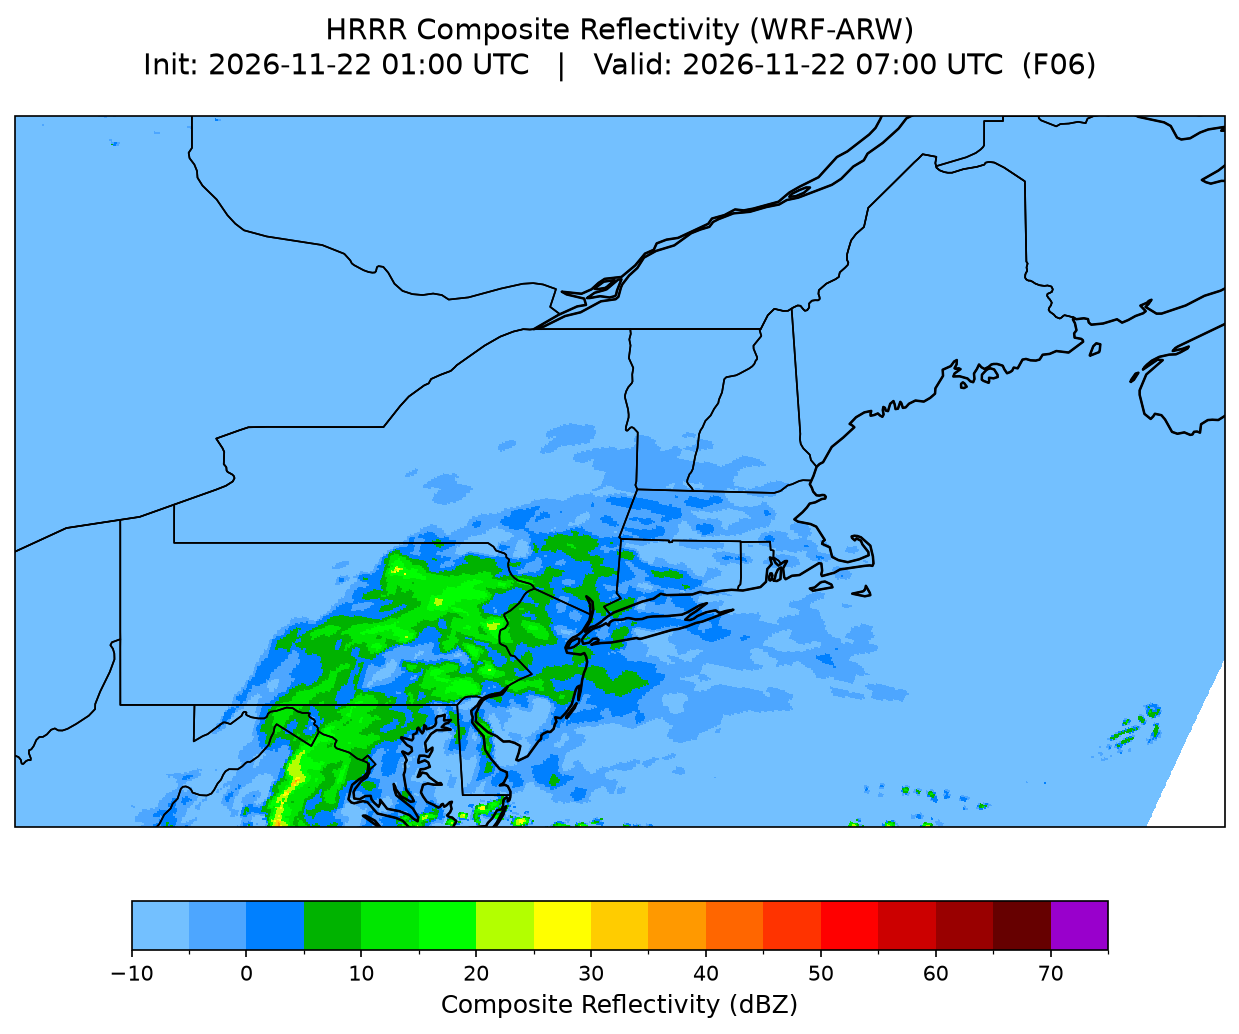 HRRR Composite Reflectivity (WRF-ARW)
Init: 2026-11-22 01:00 UTC   |   Valid: 2026-11-22 07:00 UTC  (F06)
−10 0 10 20 30 40 50 60 70
Composite Reflectivity (dBZ)